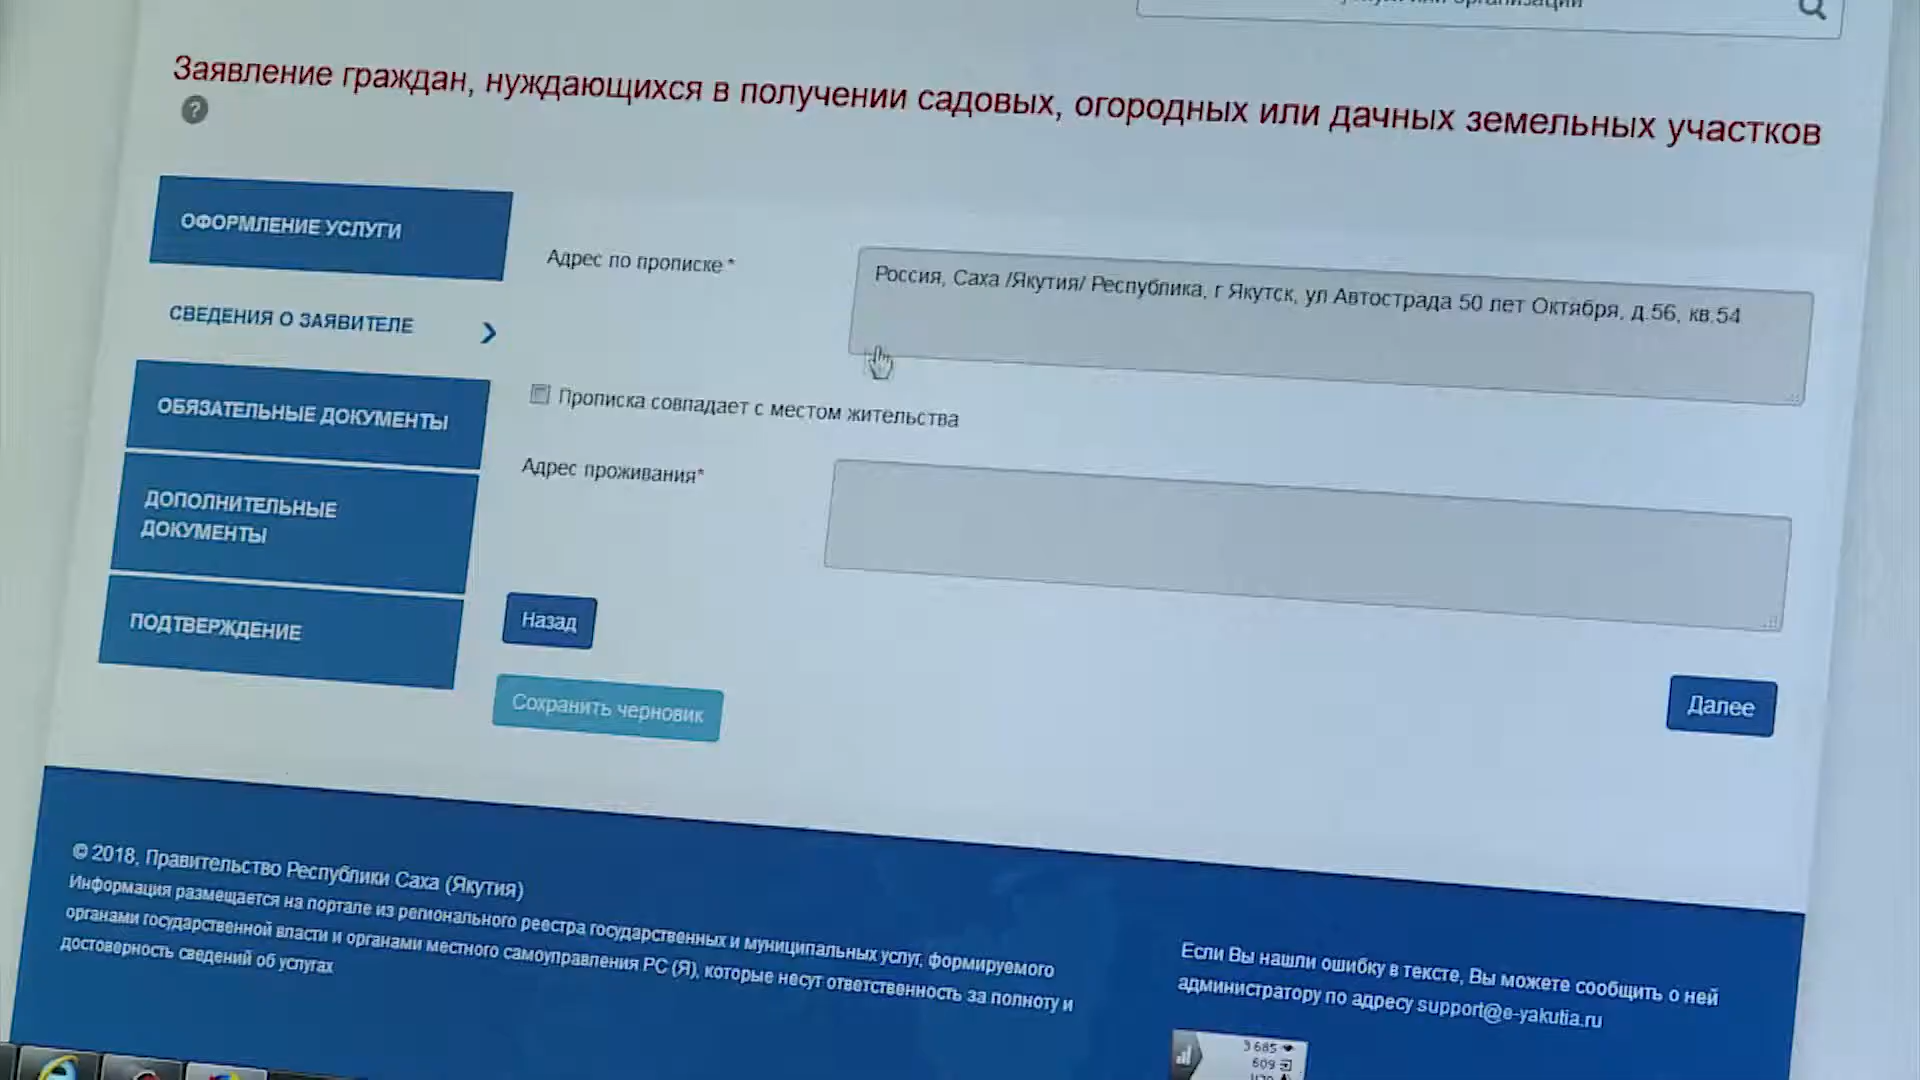 или организации
Заявление граждан, нуждающихся в получении садовых, огородных или дачных земельных участков
?
ОФОРМЛЕНИЕ УСЛУГИ
СВЕДЕНИЯ О ЗАЯВИТЕЛЕ
ОБЯЗАТЕЛЬНЫЕ ДОКУМЕНТЫ
ДОПОЛНИТЕЛЬНЫЕ
ДОКУМЕНТЫ
ПОДТВЕРЖДЕНИЕ
Адрес по прописке *
Россия, Саха /Якутия/ Республика, г Якутск, ул Автострада 50 лет Октября, д.56, кв.54
Прописка совпадает с местом жительства
Адрес проживания*
Назад
Сохранить черновик
Далее
© 2018, Правительство Республики Саха (Якутия)
Информация размещается на портале из регионального реестра государственных и муниципальных услуг, формируемого
органами государственной власти и органами местного самоуправления РС (Я), которые несут ответственность за полноту и
достоверность сведений об услугах
Если Вы нашли ошибку в тексте, Вы можете сообщить о ней
администратору по адресу support@e-yakutia.ru
3 685
609